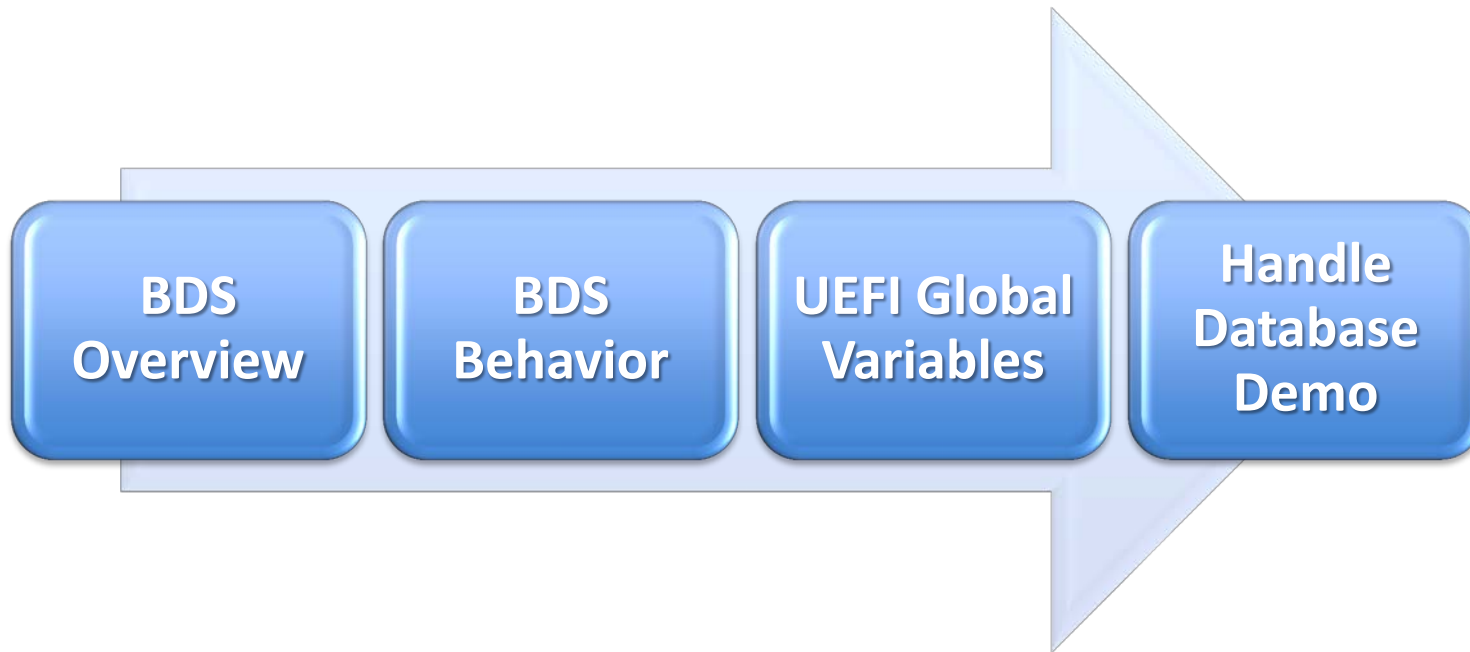 BDS
Overview
BDS
Behavior
UEFI Global
Variables
Handle
Database
Demo